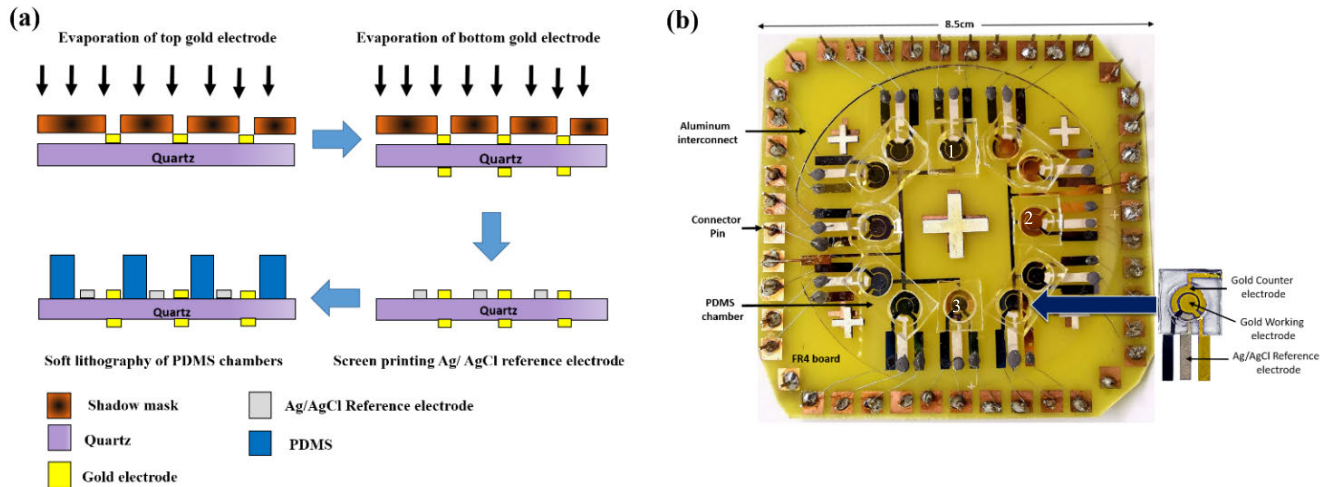 (a)
Evaporation of top gold electrode
Evaporation of bottom gold electrode
Quartz
Quartz
Quartz
Quartz
Soft lithography of PDMS chambers
Screen printing Ag/ AgCl reference electrode
Shadow mask
Quartz
Gold electrode
Ag/AgCl Reference electrode
PDMS
(b)
8.5cm
Aluminum
interconnect
Connector
Pin
PDMS
chamber
FR4 board
1
2
3
Gold Counter
electrode
Gold Working
electrode
Ag/AgCl Reference
electrode